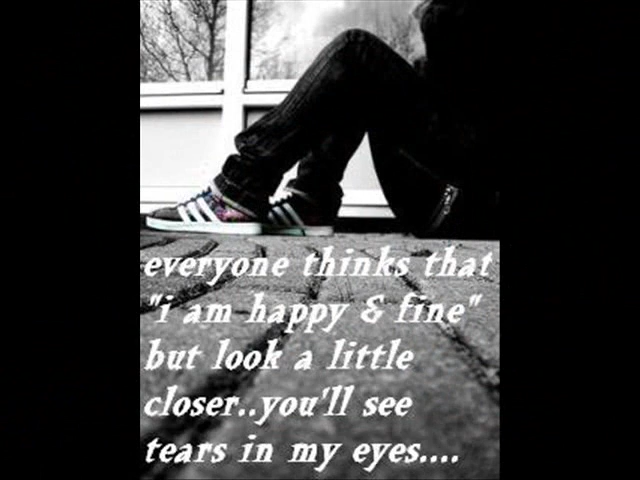 everyone thinks that
"i am happy & fine"
but look a little
closer..you'll see
tears in my eyes....